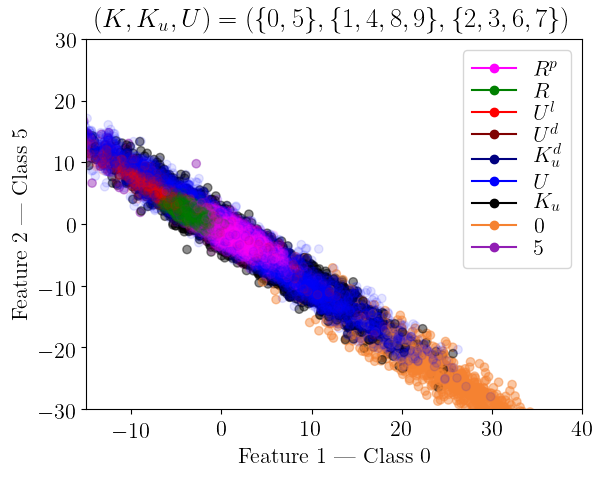 (K, K_u, U) = ({0, 5}, {1, 4, 8, 9}, {2, 3, 6, 7})
30
20
10
0
−10
−20
−30
Feature 2 — Class 5
R^p
R
U^l
U^d
K_u^d
U
K_u
0
5
−10
0
10
20
30
40
Feature 1 — Class 0